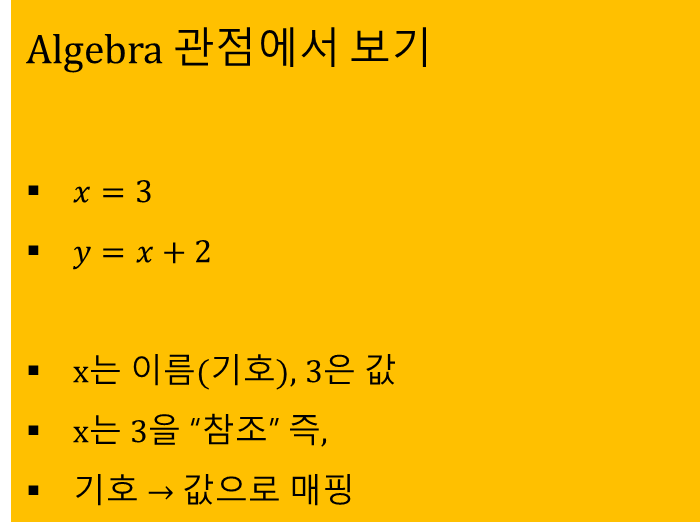 Algebra 관점에서 보기
▪ x = 3
▪ y = x + 2
▪ x는 이름(기호), 3은 값
▪ x는 3을 “참조” 즉,
▪ 기호 → 값으로 매핑